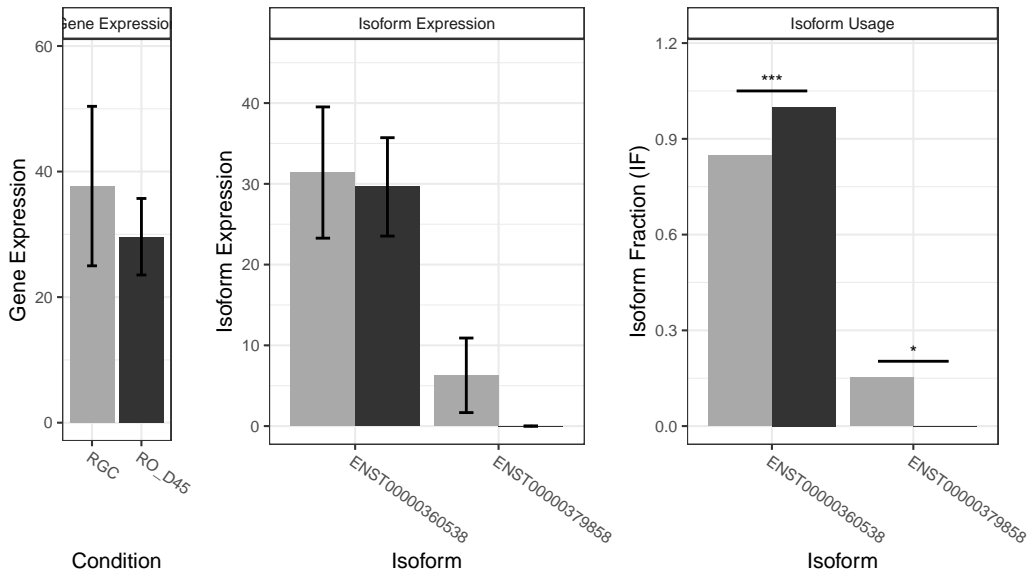 Gene Expression
60
40
20
0
Gene Expression
RGC
RO_D45
Condition
Isoform Expression
40
30
20
10
0
Isoform Expression
ENST00000360538
ENST00000379858
Isoform
Isoform Usage
1.2
0.9
0.6
0.3
0.0
Isoform Fraction (IF)
***
*
ENST00000360538
ENST00000379858
Isoform